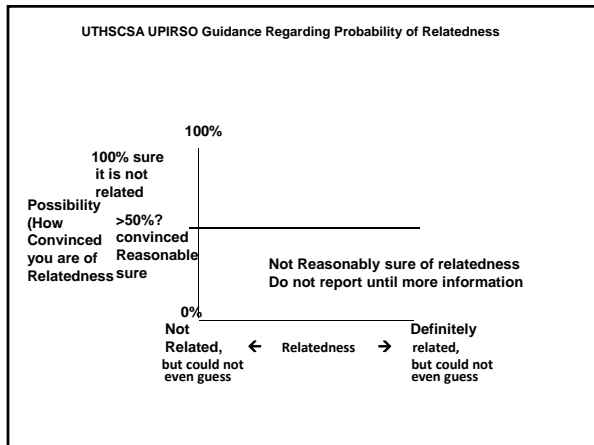 UTHSCSA UPIRSO Guidance Regarding Probability of Relatedness
100%
100% sure
it is not
related
Possibility
(How
Convinced
you are of
Relatedness
>50%?
convinced
Reasonable
sure
Not Reasonably sure of relatedness
Do not report until more information
0%
Not
Related,
but could not
even guess
← Relatedness →
Definitely
related,
but could not
even guess